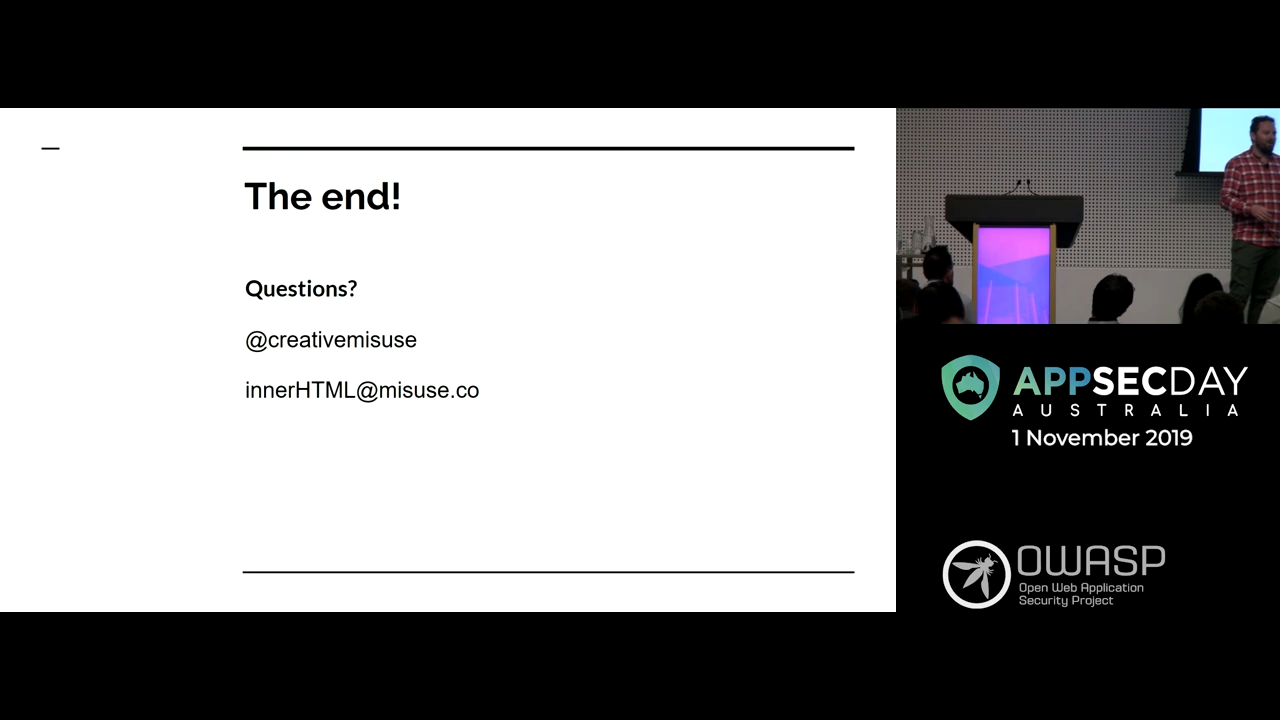 The end!
Questions?
@creativemisuse
innerHTML@misuse.co
APPSECDAY
AUSTRALIA
1 November 2019
OWASP
Open Web Application
Security Project